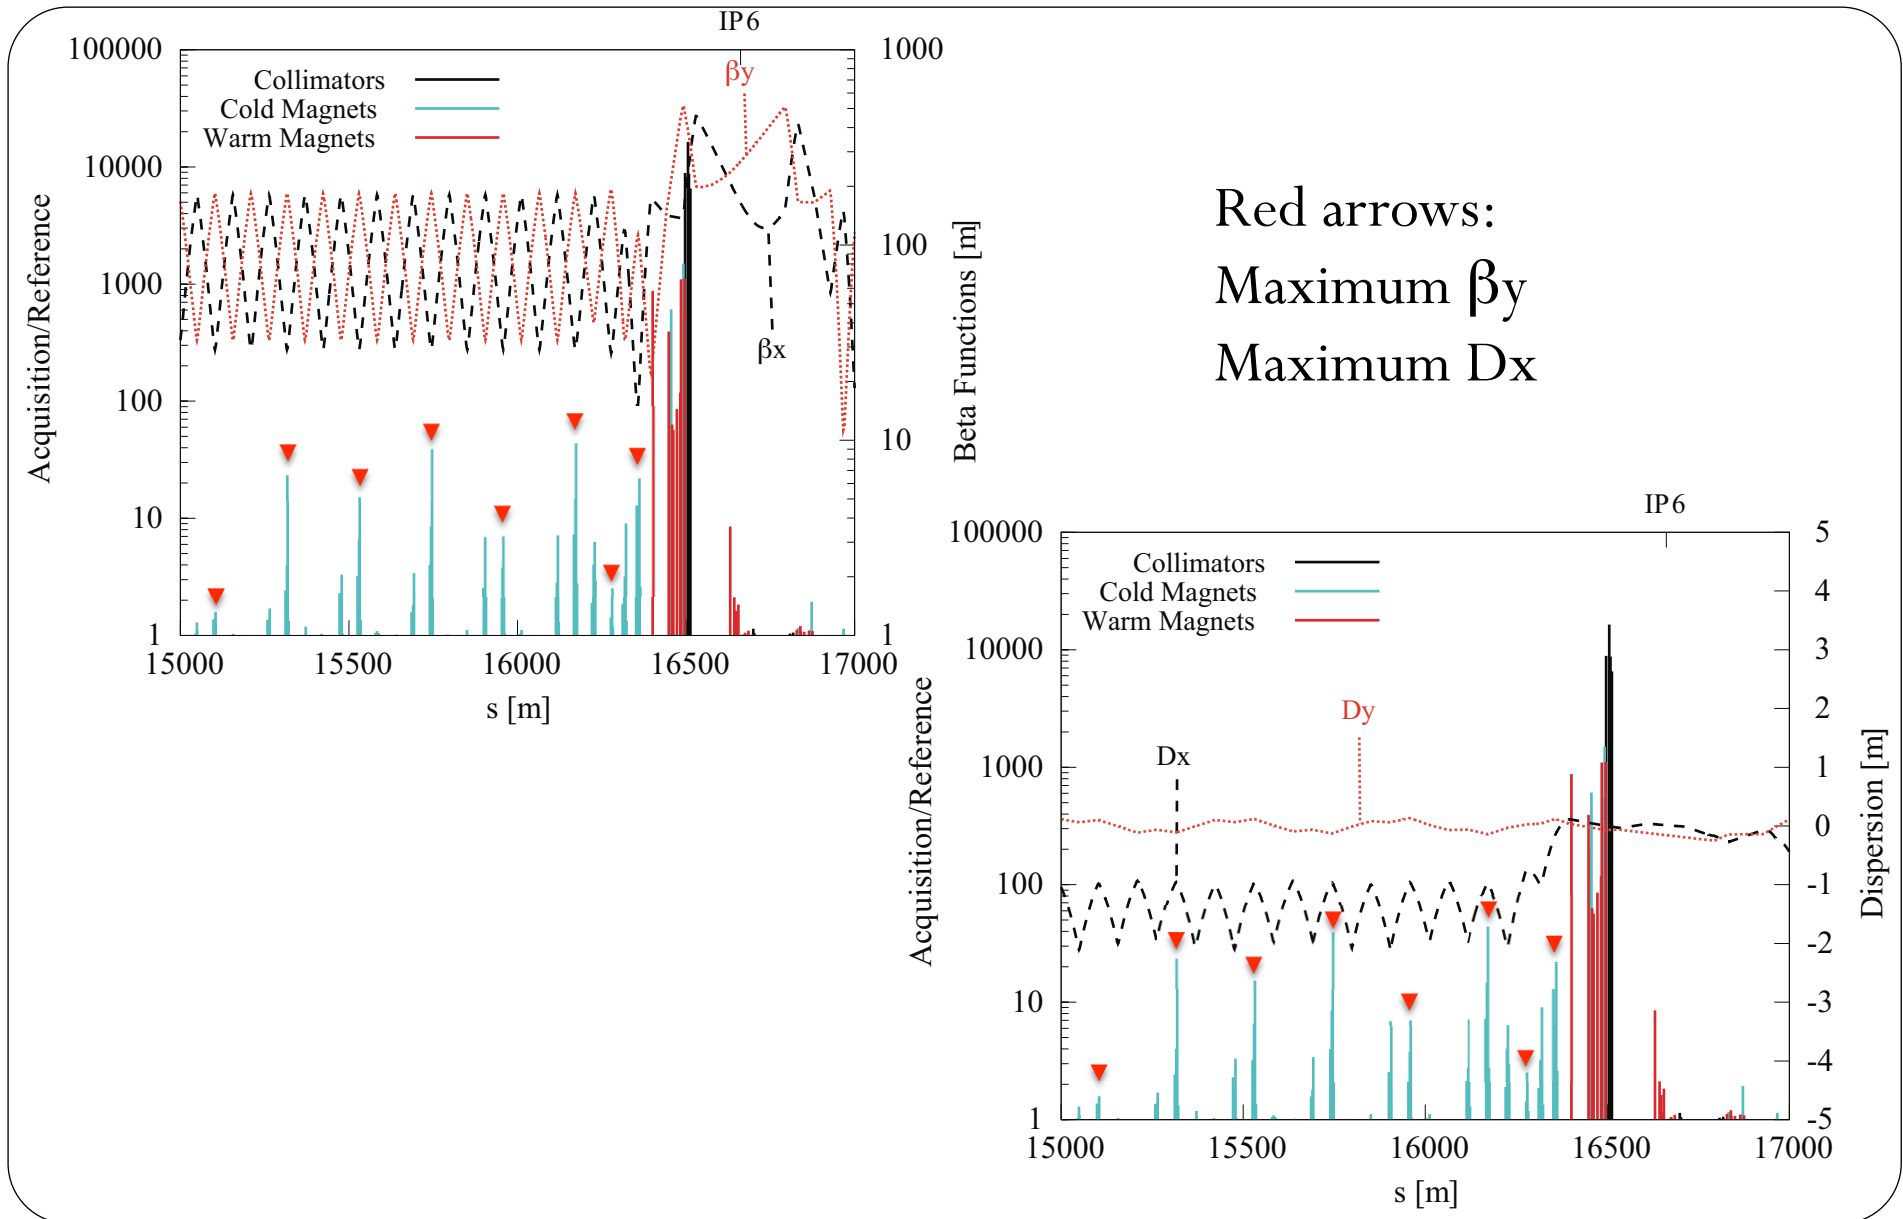 IP6
100000
10000
1000
100
10
1
Acquisition/Reference
Collimators
Cold Magnets
Warm Magnets
βy
βx
1000
100
10
1
Beta Functions [m]
15000
15500
16000
16500
17000
s [m]
Red arrows:
Maximum βy
Maximum Dx
IP6
100000
10000
1000
100
10
1
Acquisition/Reference
Collimators
Cold Magnets
Warm Magnets
Dy
Dx
5
4
3
2
1
0
-1
-2
-3
-4
-5
Dispersion [m]
15000
15500
16000
16500
17000
s [m]